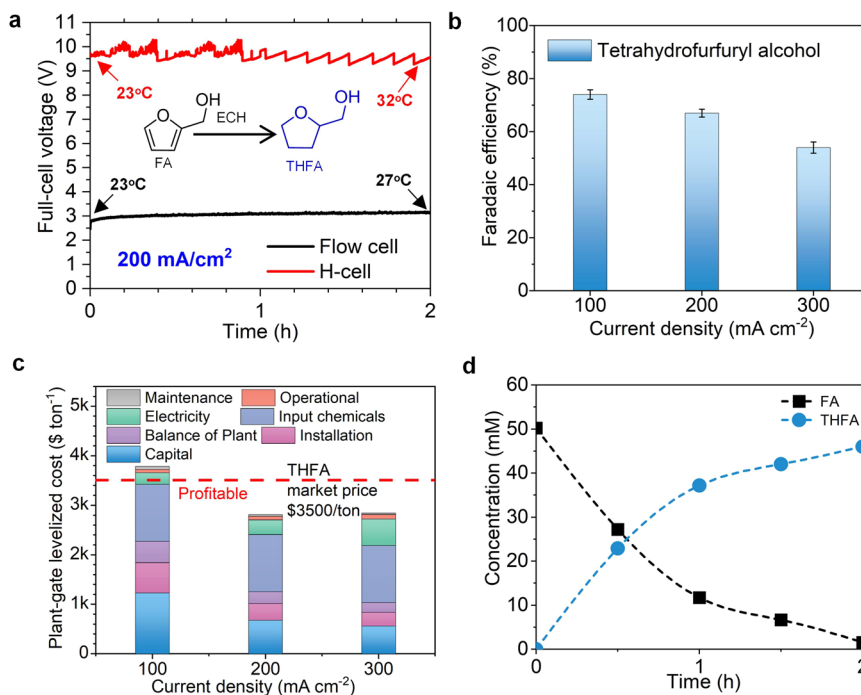 a
Full-cell voltage (V)
11
10
9
8
7
6
5
4
3
2
1
0
23°C
32°C
OH
O
ECH
FA
OH
O
THFA
23°C
27°C
200 mA/cm²
Flow cell
H-cell
0
1
2
Time (h)
b
Faradaic efficiency (%)
100
80
60
40
20
0
Tetrahydrofurfuryl alcohol
100
200
300
Current density (mA cm⁻²)
c
Plant-gate levelized cost ($ ton⁻¹)
5k
4k
3k
2k
1k
0
Maintenance
Operational
Electricity
Input chemicals
Balance of Plant
Installation
Capital
THFA
Profitable
market price
$3500/ton
100
200
300
Current density (mA cm⁻²)
d
Concentration (mM)
60
50
40
30
20
10
0
FA
THFA
0
1
2
Time (h)